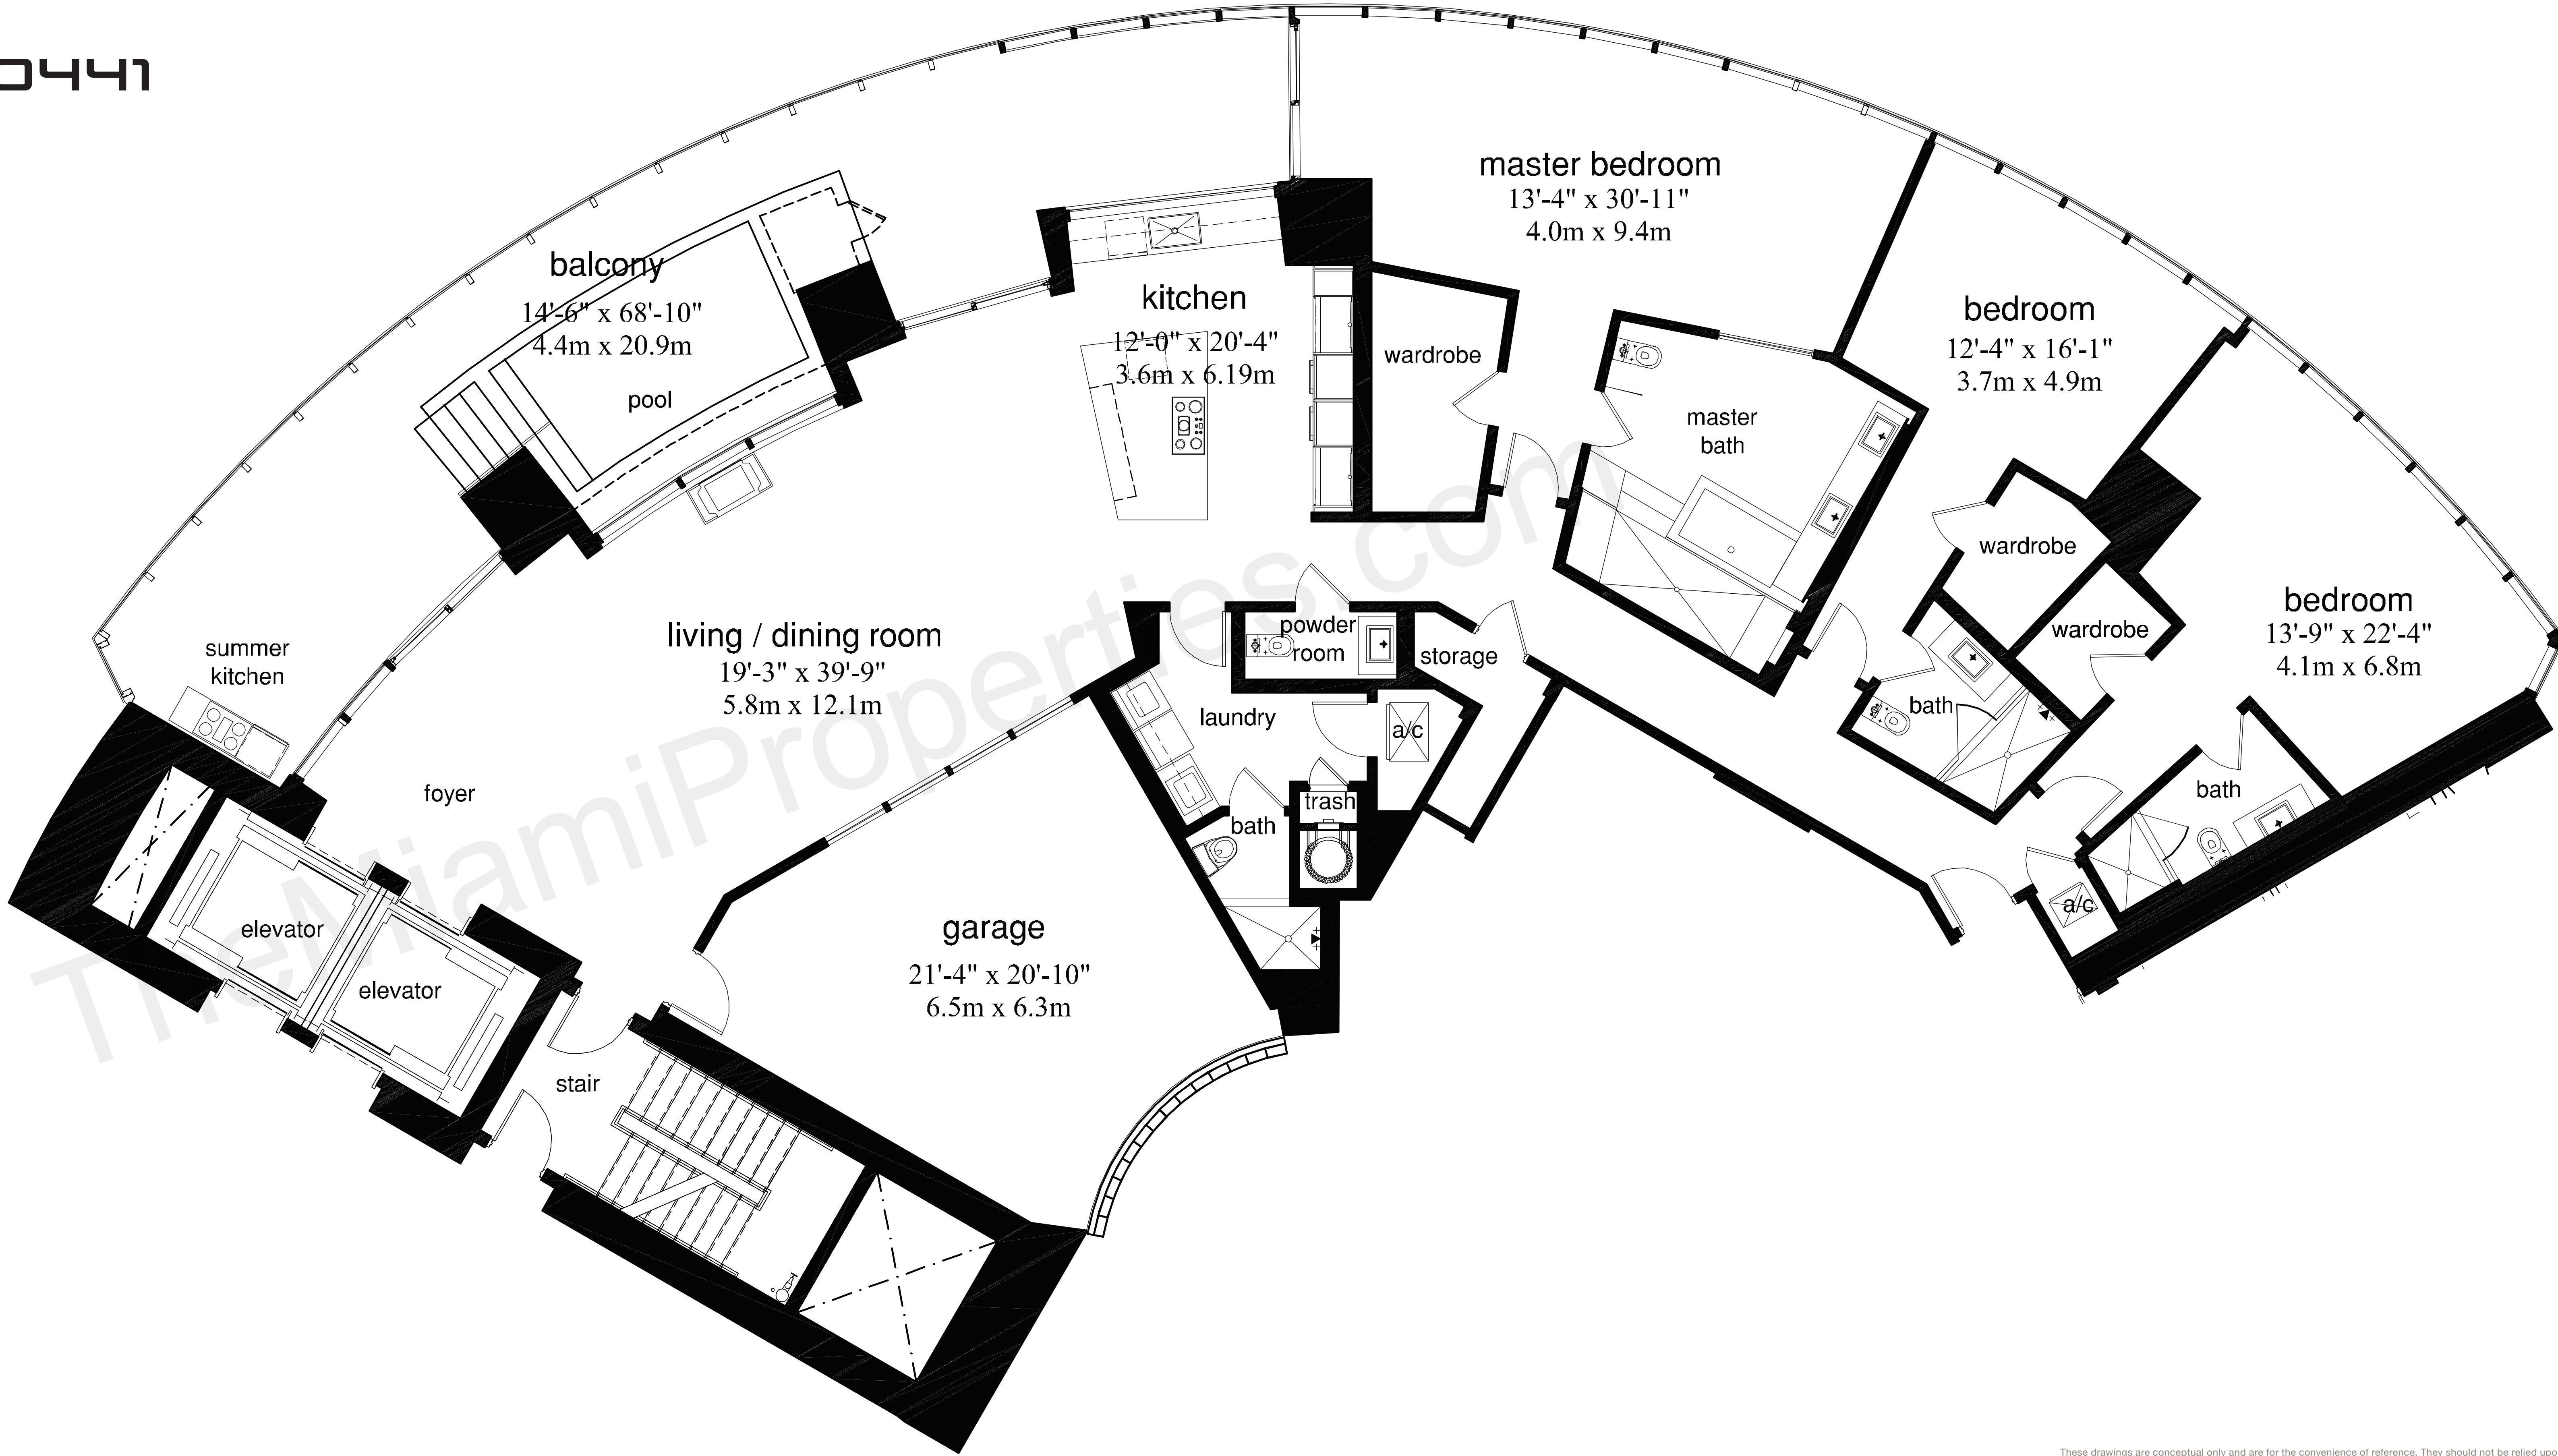 0441
master bedroom
13'-4" x 30'-11"
4.0m x 9.4m
balcony
14'-6" x 68'-10"
4.4m x 20.9m
pool
kitchen
12'-0" x 20'-4"
3.6m x 6.19m
wardrobe
master
bath
bedroom
12'-4" x 16'-1"
3.7m x 4.9m
wardrobe
wardrobe
bedroom
13'-9" x 22'-4"
4.1m x 6.8m
summer
kitchen
living / dining room
19'-3" x 39'-9"
5.8m x 12.1m
powder
room
storage
laundry
a/c
bath
bath
foyer
trash
bath
a/c
elevator
elevator
garage
21'-4" x 20'-10"
6.5m x 6.3m
stair
TheMiamiProperties.com
These drawings are conceptual only and are for the convenience of reference. They should not be relied